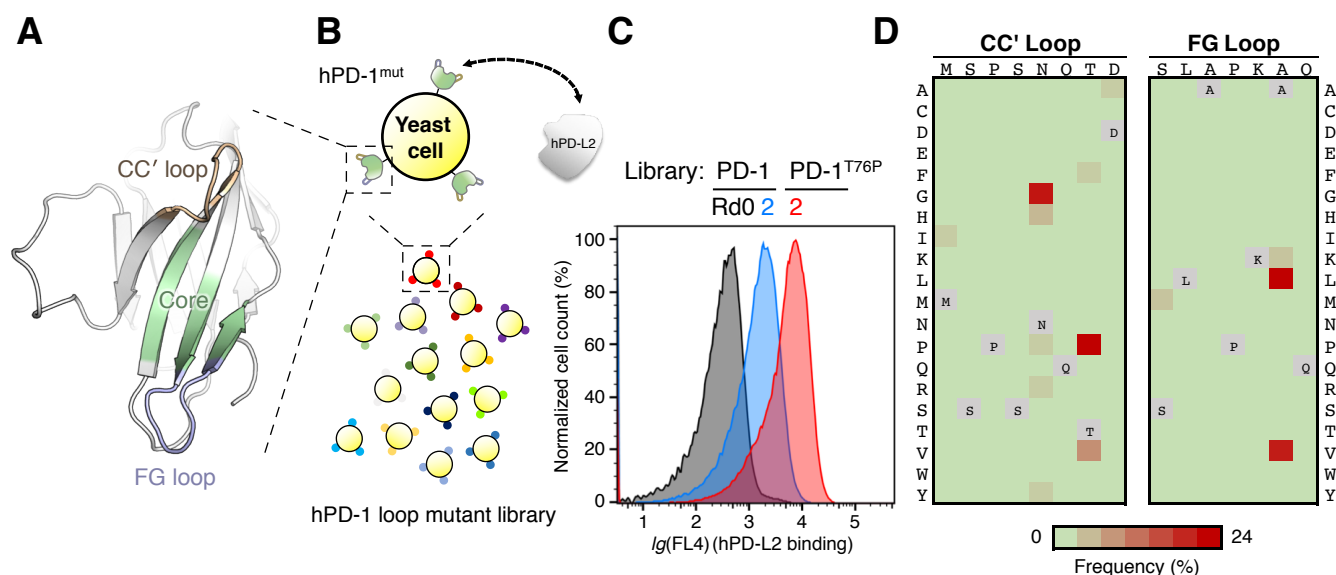 A
B
C
D
CC′ loop
Core
FG loop
hPD-1mut
Yeast
cell
hPD-L2
hPD-1 loop mutant library
Library: PD-1 PD-1T76P
Rd0 2 2
Normalized cell count (%)
100
80
60
40
20
0
1 2 3 4 5
lg(FL4) (hPD-L2 binding)
CC' Loop FG Loop
M S P S N Q T D S L A P K A Q
A A A A
C C
D D D
E E
F F
G G
H H
I I
K K K
L L L
M M M
N N N
P P P P
Q Q Q Q
R R
S S S S S
T T T
V V
W W
Y Y
0 24
Frequency (%)